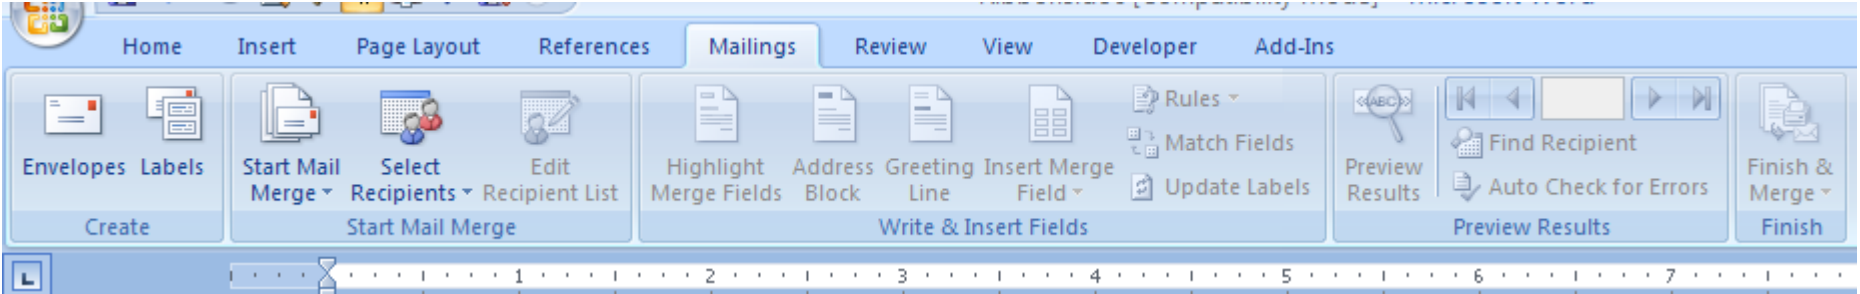 Home Insert Page Layout References Mailings Review View Developer Add-Ins
Envelopes Labels
Create
Start Mail Merge
Select Recipients
Edit Recipient List
Start Mail Merge
Highlight Merge Fields
Address Block
Greeting Line
Insert Merge Field
Rules
Match Fields
Update Labels
Write & Insert Fields
«ABC»
Preview Results
Find Recipient
Auto Check for Errors
Preview Results
Finish & Merge
Finish
L 1 2 3 4 5 6 7